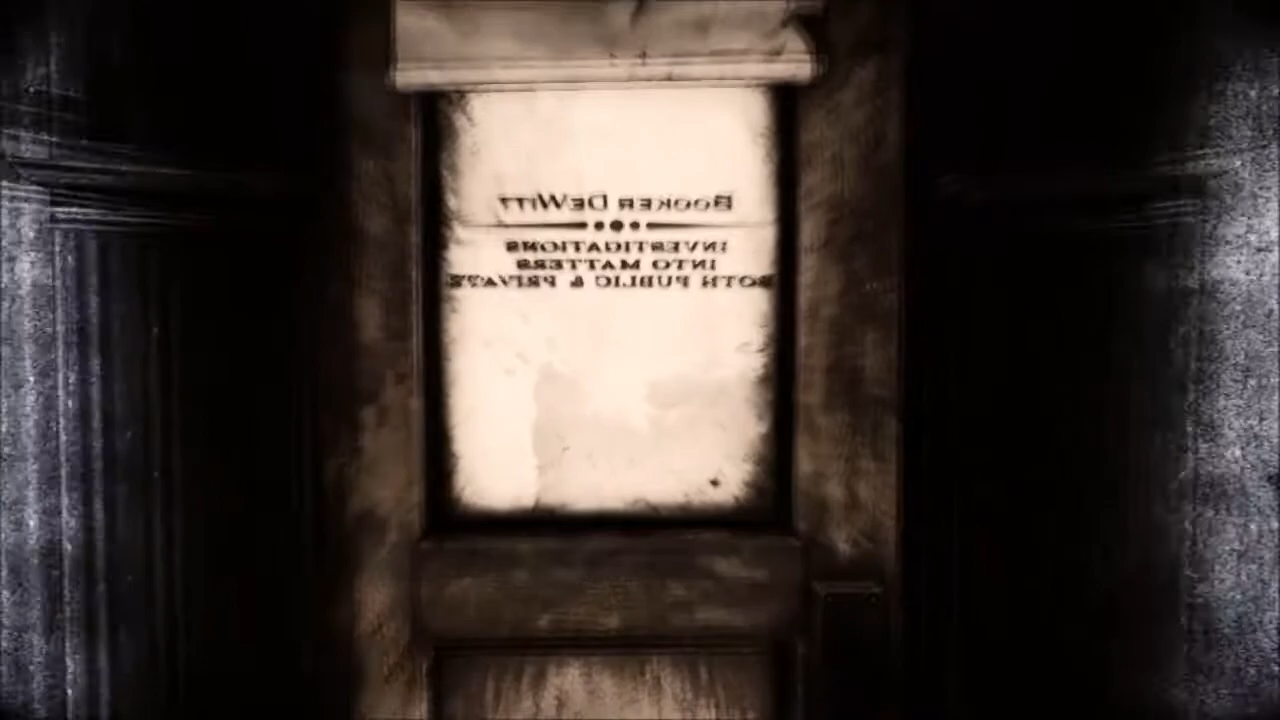 BOOKER DEWITT
INVESTIGATIONS
INTO MATTERS
BOTH PUBLIC & PRIVATE